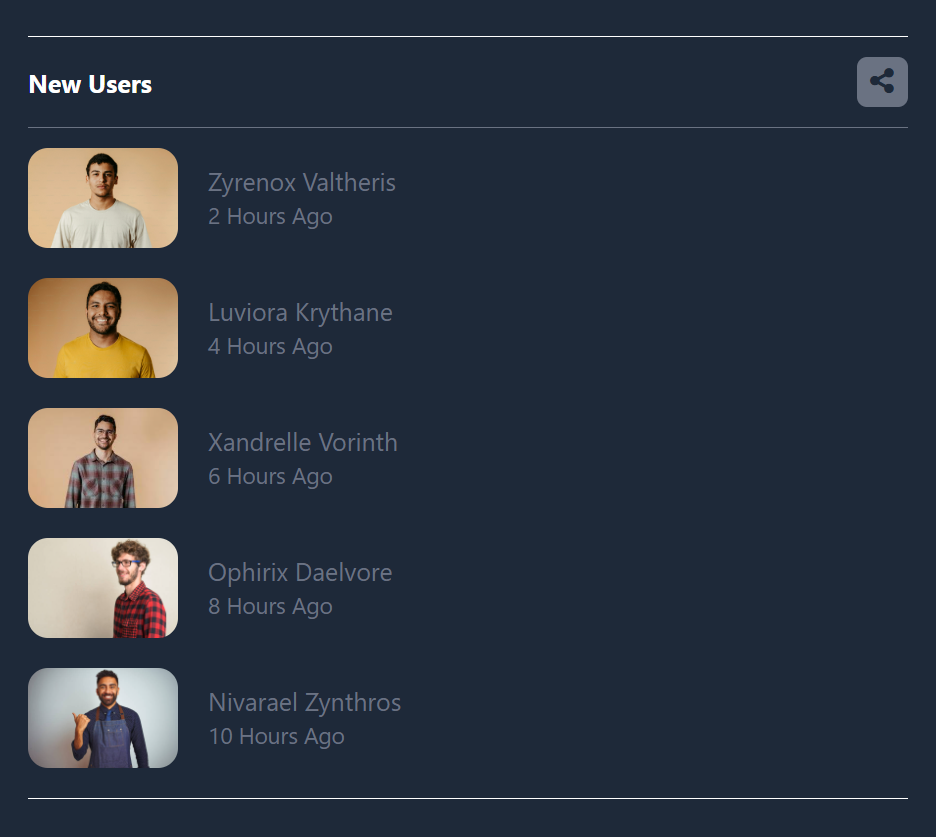 New Users
Zyrenox Valtheris
2 Hours Ago
Luviora Krythane
4 Hours Ago
Xandrelle Vorinth
6 Hours Ago
Ophirix Daelvore
8 Hours Ago
Nivarael Zynthros
10 Hours Ago